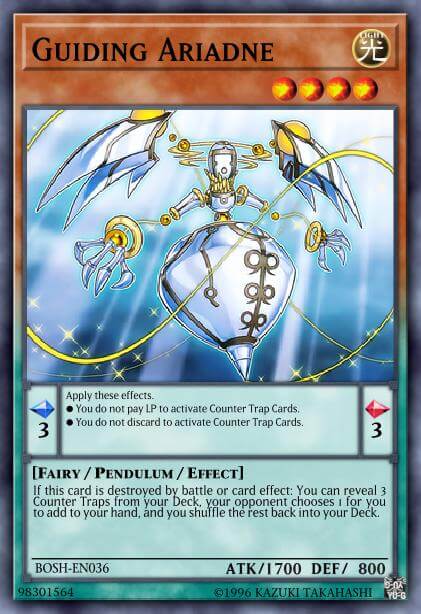 Guiding Ariadne
LIGHT
光
Apply these effects.
● You do not pay LP to activate Counter Trap Cards.
● You do not discard to activate Counter Trap Cards.
3
3
[Fairy / Pendulum / Effect]
If this card is destroyed by battle or card effect: You can reveal 3
Counter Traps from your Deck, your opponent chooses 1 for you
to add to your hand, and you shuffle the rest back into your Deck.
BOSH-EN036
ATK/1700 DEF/ 800
98301564
©1996 KAZUKI TAKAHASHI